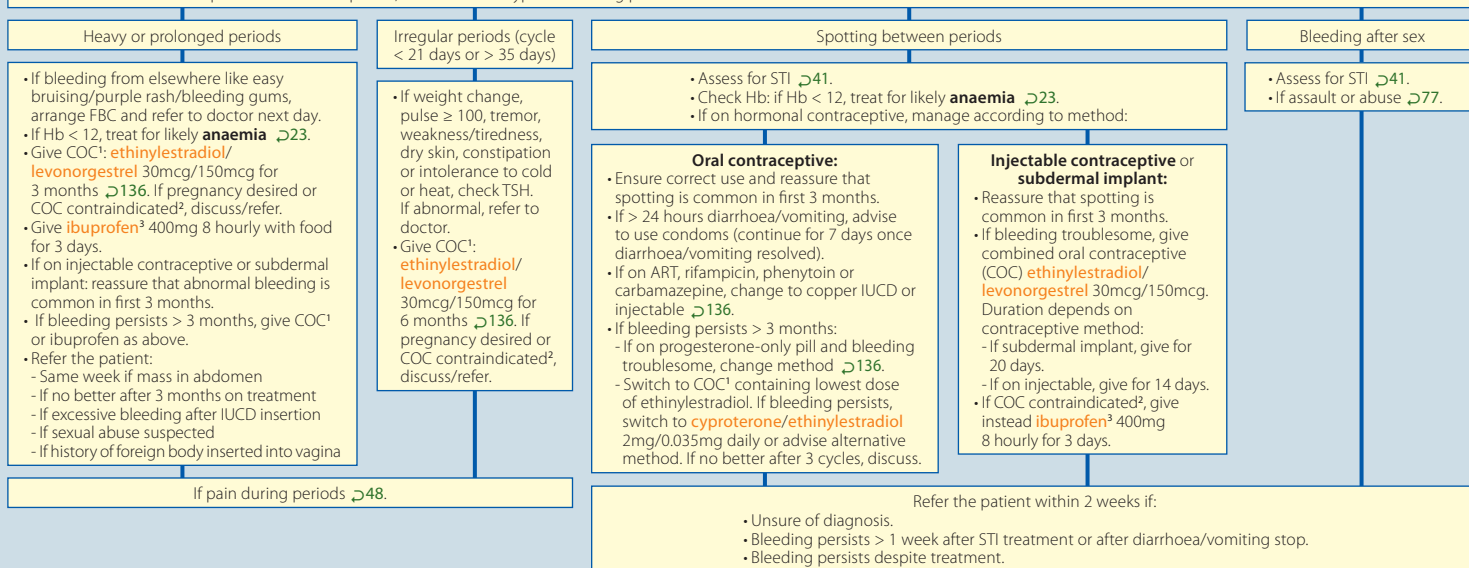 Heavy or prolonged periods
• If bleeding from elsewhere like easy
bruising/purple rash/bleeding gums,
arrange FBC and refer to doctor next day.
• If Hb < 12, treat for likely anaemia ⮌23.
• Give COC¹: ethinylestradiol/
levonorgestrel 30mcg/150mcg for
3 months ⮌136. If pregnancy desired or
COC contraindicated², discuss/refer.
• Give ibuprofen³ 400mg 8 hourly with food
for 3 days.
• If on injectable contraceptive or subdermal
implant: reassure that abnormal bleeding is
common in first 3 months.
• If bleeding persists > 3 months, give COC¹
or ibuprofen as above.
• Refer the patient:
- Same week if mass in abdomen
- If no better after 3 months on treatment
- If excessive bleeding after IUCD insertion
- If sexual abuse suspected
- If history of foreign body inserted into vagina
Irregular periods (cycle
< 21 days or > 35 days)
• If weight change,
pulse ≥ 100, tremor,
weakness/tiredness,
dry skin, constipation
or intolerance to cold
or heat, check TSH.
If abnormal, refer to
doctor.
• Give COC¹:
ethinylestradiol/
levonorgestrel
30mcg/150mcg for
6 months ⮌136. If
pregnancy desired or
COC contraindicated²,
discuss/refer.
If pain during periods ⮌48.
Spotting between periods
• Assess for STI ⮌41.
• Check Hb: if Hb < 12, treat for likely anaemia ⮌23.
• If on hormonal contraceptive, manage according to method:
Oral contraceptive:
• Ensure correct use and reassure that
spotting is common in first 3 months.
• If > 24 hours diarrhoea/vomiting, advise
to use condoms (continue for 7 days once
diarrhoea/vomiting resolved).
• If on ART, rifampicin, phenytoin or
carbamazepine, change to copper IUCD or
injectable ⮌136.
• If bleeding persists > 3 months:
- If on progesterone-only pill and bleeding
troublesome, change method ⮌136.
- Switch to COC¹ containing lowest dose
of ethinylestradiol. If bleeding persists,
switch to cyproterone/ethinylestradiol
2mg/0.035mg daily or advise alternative
method. If no better after 3 cycles, discuss.
Injectable contraceptive or
subdermal implant:
• Reassure that spotting is
common in first 3 months.
• If bleeding troublesome, give
combined oral contraceptive
(COC) ethinylestradiol/
levonorgestrel 30mcg/150mcg.
Duration depends on
contraceptive method:
- If subdermal implant, give for
20 days.
- If on injectable, give for 14 days.
• If COC contraindicated², give
instead ibuprofen³ 400mg
8 hourly for 3 days.
Bleeding after sex
• Assess for STI ⮌41.
• If assault or abuse ⮌77.
Refer the patient within 2 weeks if:
• Unsure of diagnosis.
• Bleeding persists > 1 week after STI treatment or after diarrhoea/vomiting stop.
• Bleeding persists despite treatment.